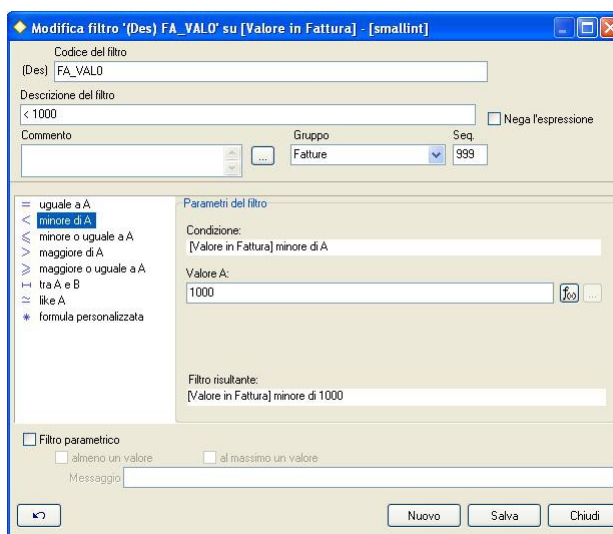 Modifica filtro '(Des) FA_VAL0' su [Valore in Fattura] - [smallint]
Codice del filtro
(Des) FA_VAL0
Descrizione del filtro
< 1000
Nega l'espressione
Commento Gruppo Seq.
... Fatture 999
= uguale a A
< minore di A
⩽ minore o uguale a A
> maggiore di A
⩾ maggiore o uguale a A
tra A e B
≃ like A
* formula personalizzata
Parametri del filtro
Condizione:
[Valore in Fattura] minore di A
Valore A:
1000 f(x) ...
Filtro risultante:
[Valore in Fattura] minore di 1000
Filtro parametrico
almeno un valore al massimo un valore
Messaggio
Nuovo Salva Chiudi